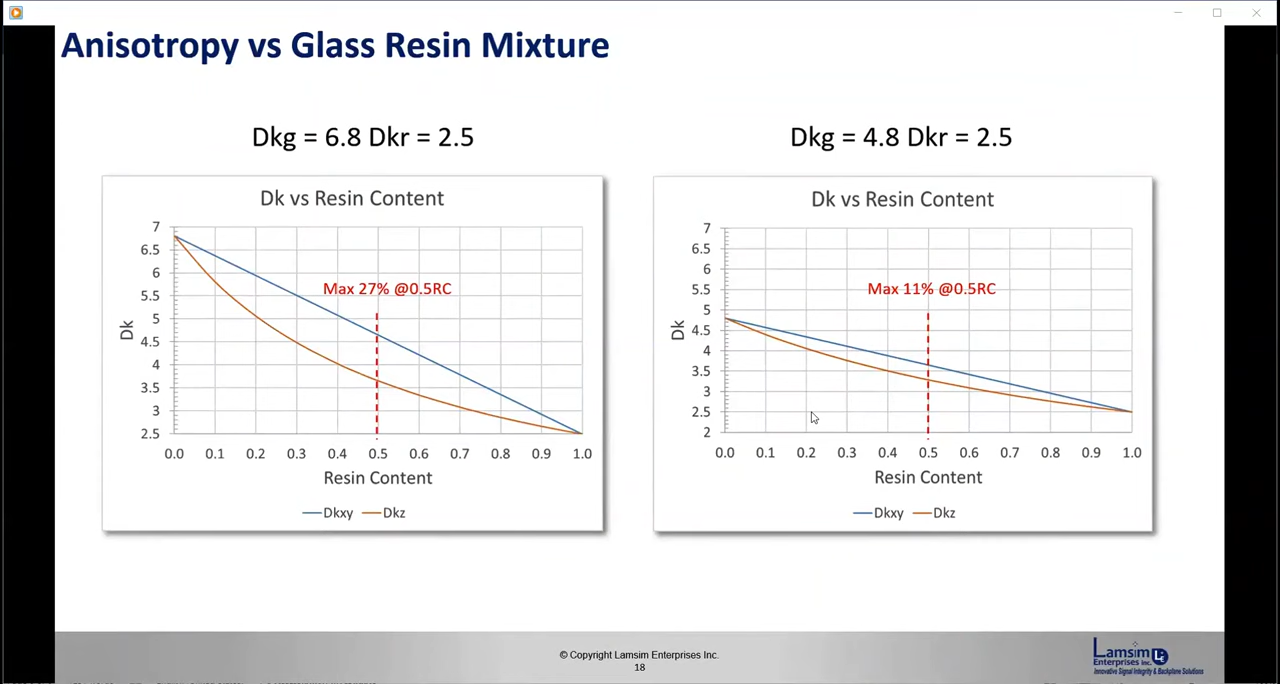 Anisotropy vs Glass Resin Mixture
Dkg = 6.8 Dkr = 2.5
Dk vs Resin Content
7
6.5
6
5.5
5
4.5
4
3.5
3
2.5
Dk
Max 27% @0.5RC
0.0 0.1 0.2 0.3 0.4 0.5 0.6 0.7 0.8 0.9 1.0
Resin Content
Dkxy Dkz
Dkg = 4.8 Dkr = 2.5
Dk vs Resin Content
7
6.5
6
5.5
5
4.5
4
3.5
3
2.5
2
Dk
Max 11% @0.5RC
0.0 0.1 0.2 0.3 0.4 0.5 0.6 0.7 0.8 0.9 1.0
Resin Content
Dkxy Dkz
© Copyright Lamsim Enterprises Inc.
18
Lamsim
Enterprises Inc.
LE
Innovative Signal Integrity & Backplane Solutions